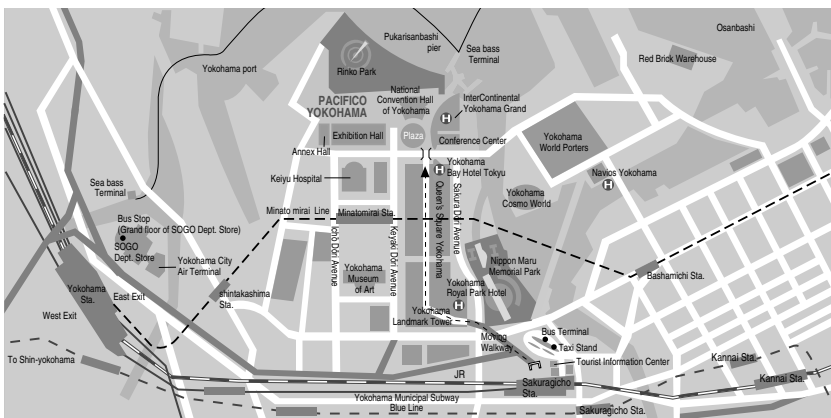 Osanbashi
Pukarisanbashi
pier
Sea bass
Terminal
Red Brick Warehouse
Yokohama port
Rinko Park
National
Convention Hall
of Yokohama
InterContinental
Yokohama Grand
H
PACIFICO
YOKOHAMA
Exhibition Hall
Plaza
Conference Center
Yokohama
World Porters
Annex Hall
Keiyu Hospital
H
Yokohama
Bay Hotel Tokyu
Navios Yokohama
H
Sea bass
Terminal
Yokohama
Cosmo World
Minato mirai Line
Minatomirai Sta.
Bus Stop
(Grand floor of SOGO Dept. Store)
SOGO
Dept. Store
Ichō Dōri Avenue
Keyaki Dōri Avenue
Queen's Square Yokohama
Sakura Dōri Avenue
Yokohama City
Air Terminal
Nippon Maru
Memorial Park
Bashamichi Sta.
Yokohama
Museum
of Art
Yokohama
Sta.
East Exit
West Exit
shintakashima
Sta.
Yokohama
Royal Park Hotel
H
Yokohama
Landmark Tower
Moving
Walkway
Bus Terminal
Taxi Stand
Tourist Information Center
To Shin-yokohama
JR
Kannai Sta.
Kannai Sta.
Sakuragicho
Sta.
Yokohama Municipal Subway
Blue Line
Sakuragicho Sta.